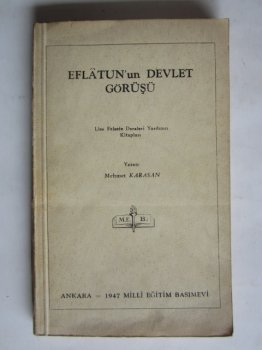 EFLÂTUN'un DEVLET
GÖRÜŞÜ
Lise Felsefe Dersleri Yardımcı
Kitapları
Yazan:
Mehmet KARASAN
M. E. B.
ANKARA — 1947 MİLLÎ EĞİTİM BASIMEVİ